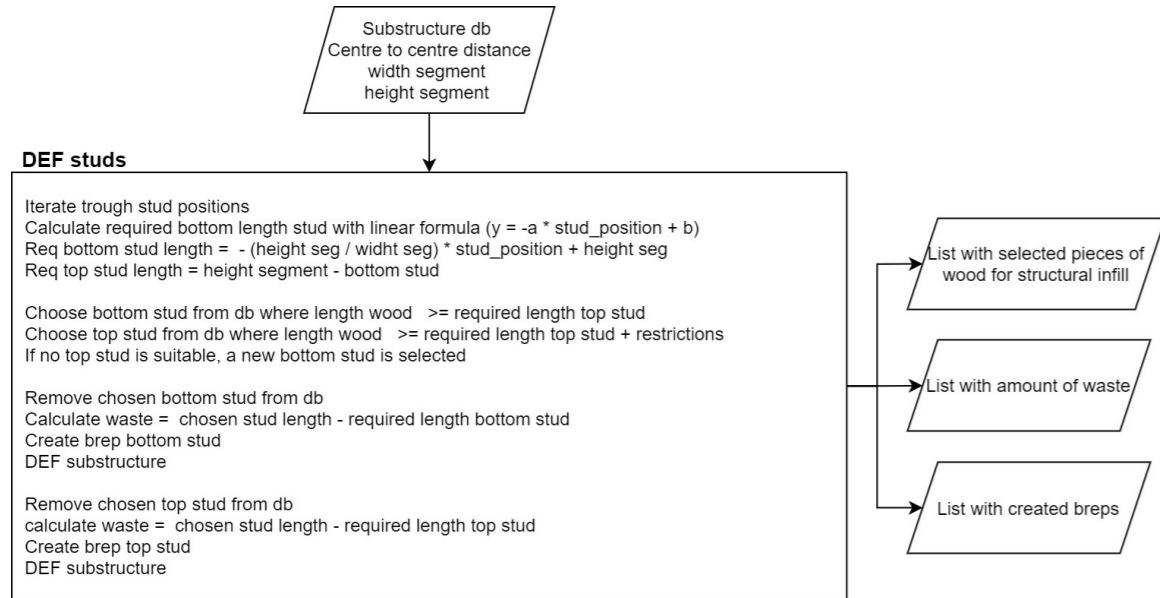 Substructure db
Centre to centre distance
width segment
height segment
DEF studs
Iterate trough stud positions
Calculate required bottom length stud with linear formula (y = -a * stud_position + b)
Req bottom stud length =  - (height seg / widht seg) * stud_position + height seg
Req top stud length = height segment - bottom stud
Choose bottom stud from db where length wood   >= required length top stud
Choose top stud from db where length wood   >= required length top stud + restrictions
If no top stud is suitable, a new bottom stud is selected
Remove chosen bottom stud from db
Calculate waste =  chosen stud length - required length bottom stud
Create brep bottom stud
DEF substructure
Remove chosen top stud from db
calculate waste =  chosen stud length - required length top stud
Create brep top stud
DEF substructure
List with selected pieces of
wood for structural infill
List with amount of waste
List with created breps